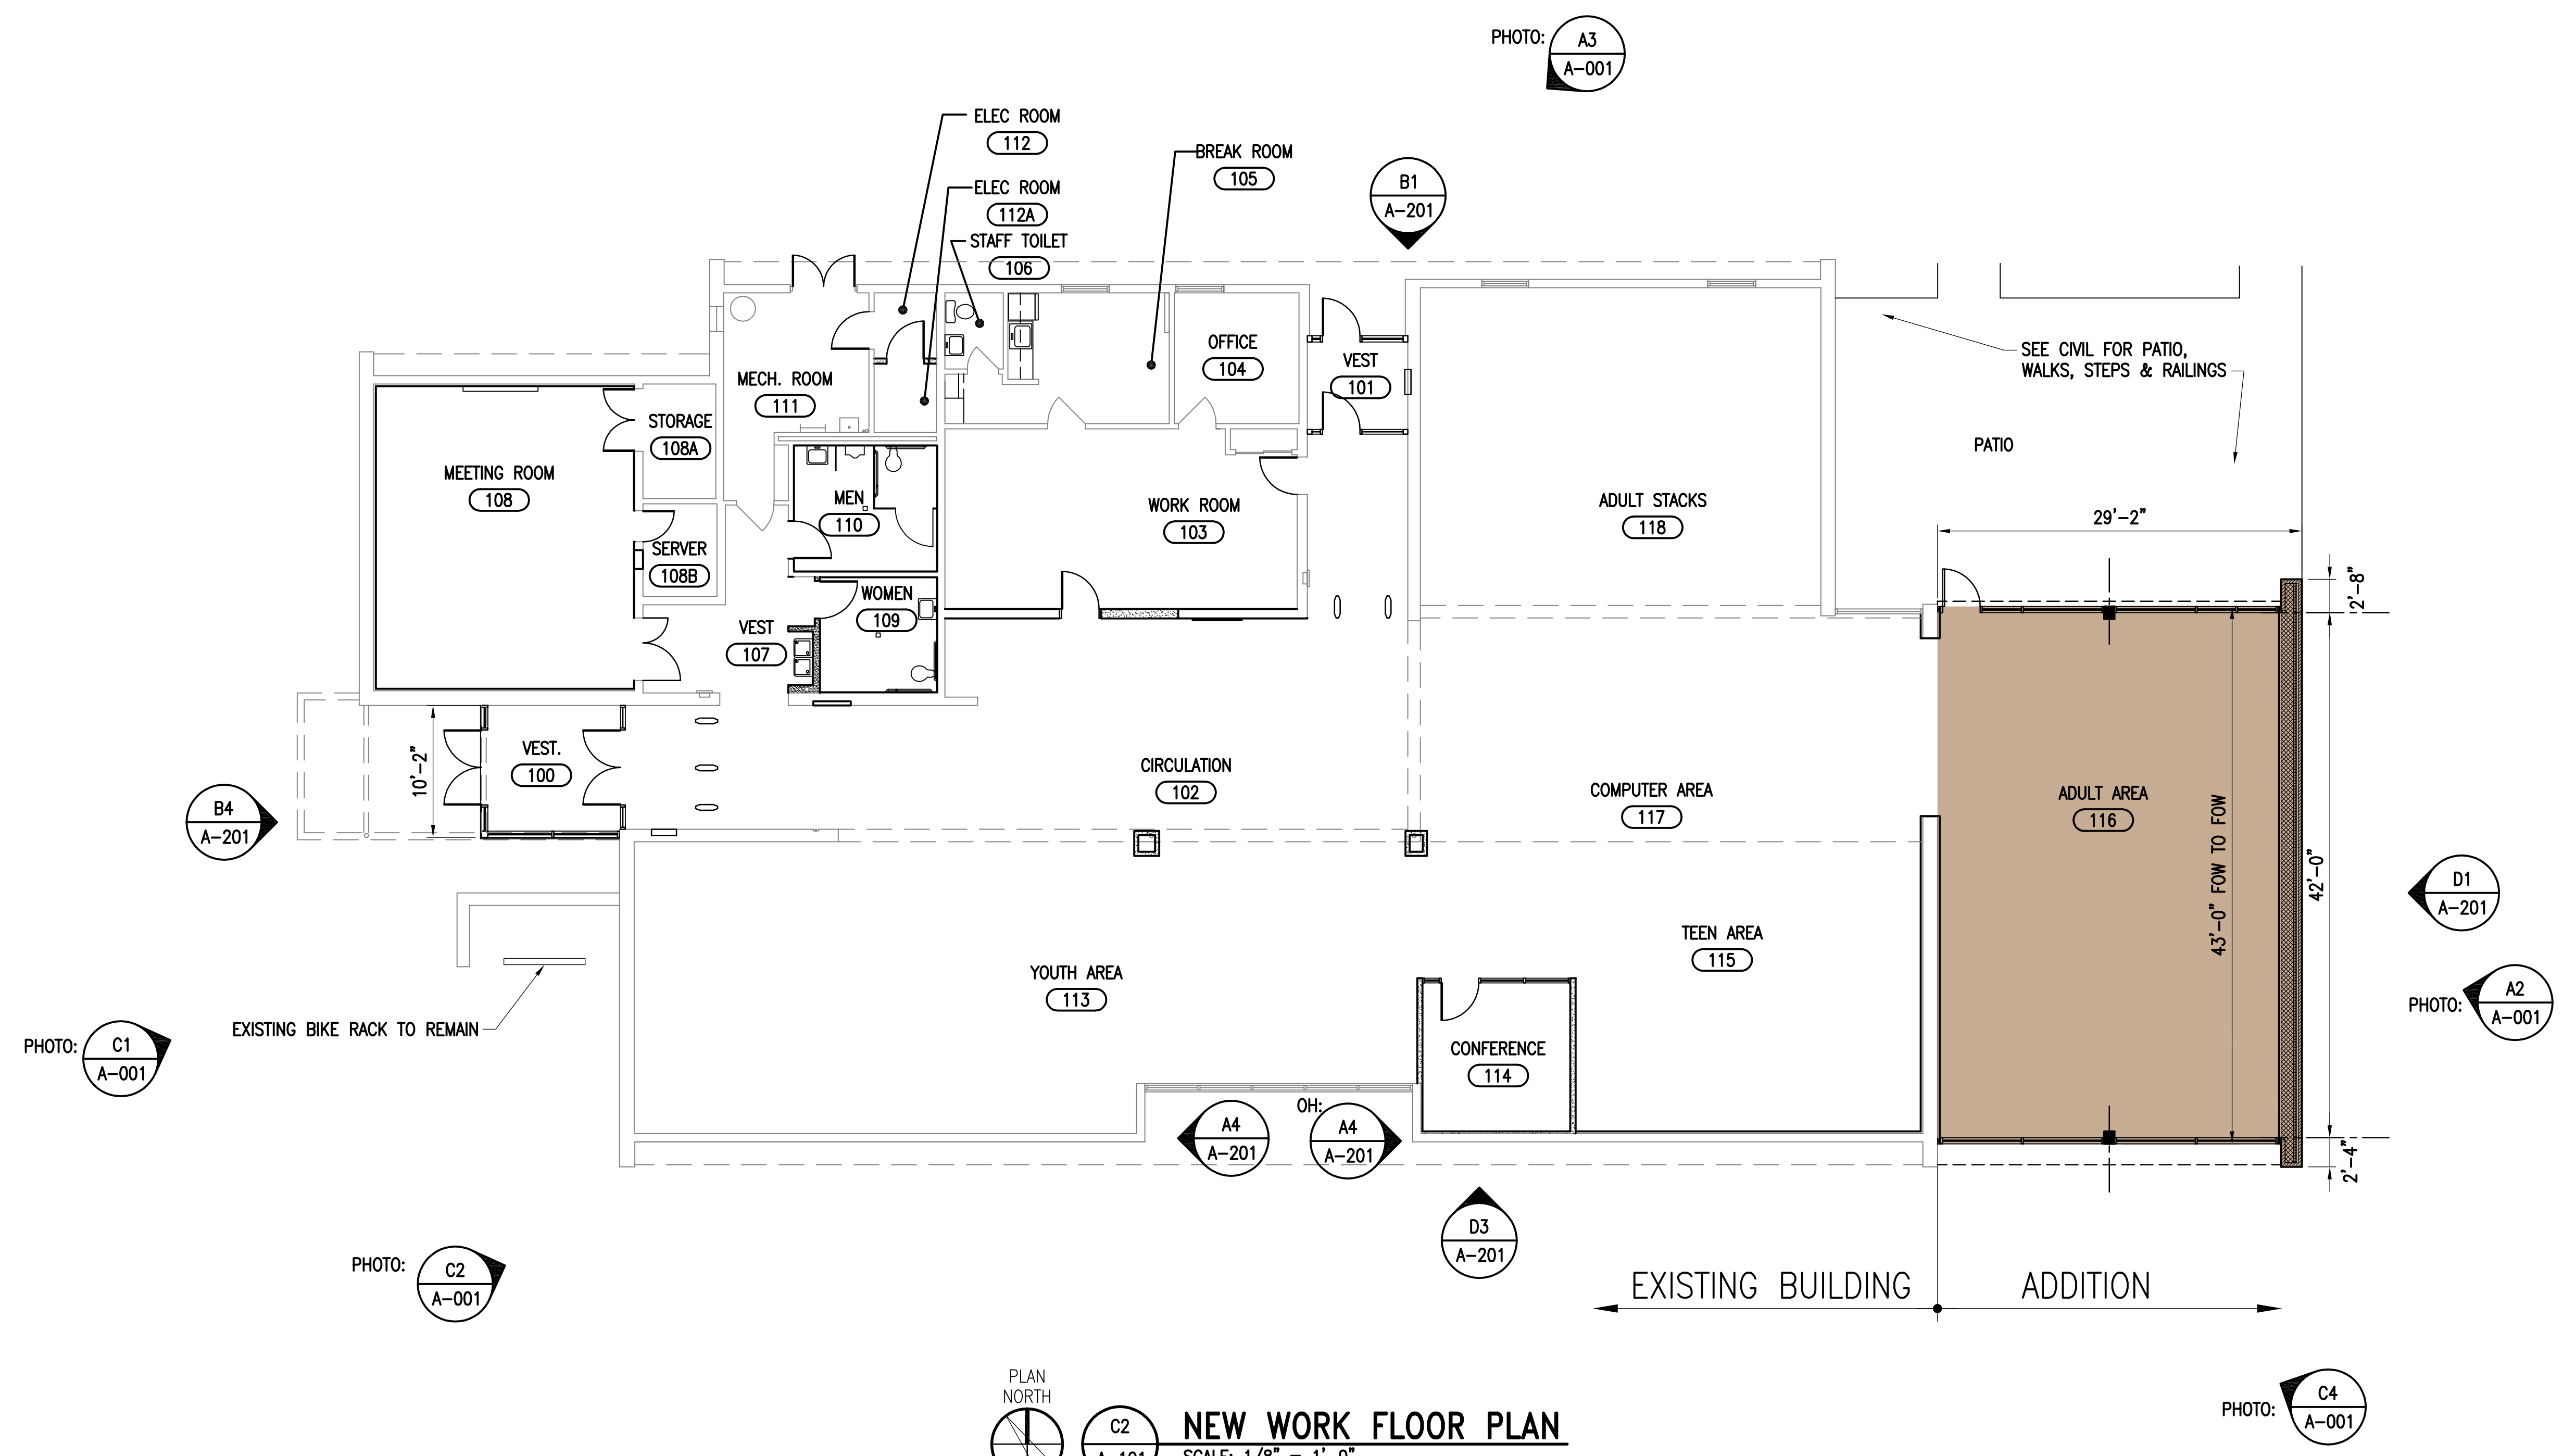 PHOTO:
A3
A-001
ELEC ROOM
112
ELEC ROOM
112A
STAFF TOILET
106
BREAK ROOM
105
B1
A-201
OFFICE
104
VEST
101
SEE CIVIL FOR PATIO,
WALKS, STEPS & RAILINGS
MECH. ROOM
111
STORAGE
108A
MEETING ROOM
108
PATIO
MEN
110
WORK ROOM
103
ADULT STACKS
118
29'-2"
SERVER
108B
WOMEN
109
2'-8"
VEST
107
VEST.
100
10'-2"
CIRCULATION
102
COMPUTER AREA
117
ADULT AREA
116
43'-0" FOW TO FOW
42'-0"
B4
A-201
D1
A-201
TEEN AREA
115
YOUTH AREA
113
PHOTO:
A2
A-001
EXISTING BIKE RACK TO REMAIN
PHOTO:
C1
A-001
CONFERENCE
114
OH:
A4
A-201
A4
A-201
2'-4"
D3
A-201
PHOTO:
C2
A-001
EXISTING BUILDING
ADDITION
PLAN
NORTH
C2
A-101
NEW WORK FLOOR PLAN
SCALE: 1/8" = 1'-0"
PHOTO:
C4
A-001